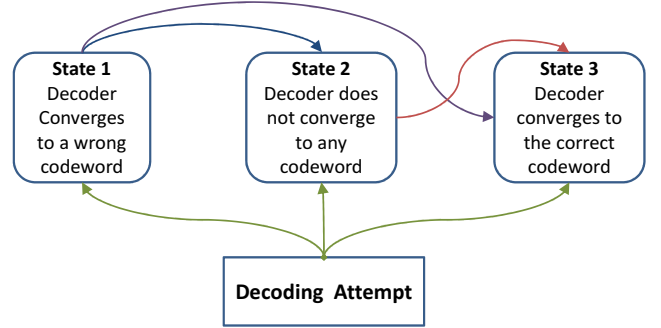 State 1
Decoder
Converges
to a wrong
codeword
State 2
Decoder does
not converge
to any
codeword
State 3
Decoder
converges to
the correct
codeword
Decoding Attempt